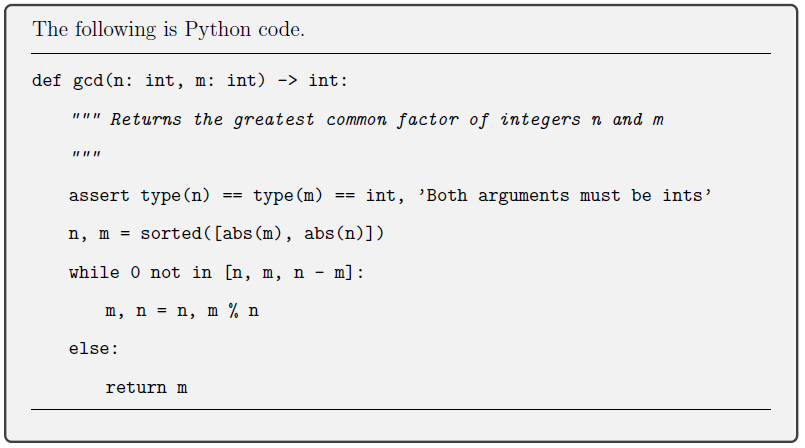 The following is Python code.
def gcd(n: int, m: int) -> int:
""" Returns the greatest common factor of integers n and m
"""
assert type(n) == type(m) == int, ’Both arguments must be ints’
n, m = sorted([abs(m), abs(n)])
while 0 not in [n, m, n - m]:
m, n = n, m % n
else:
return m